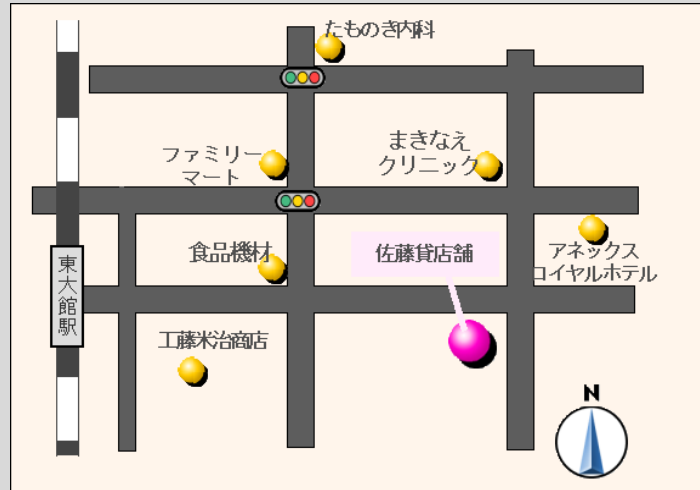 たものき内科
ファミリー
マート
まきなえ
クリニック
食品機材
佐藤貸店舗
アネックス
ロイヤルホテル
東大館駅
工藤米治商店
N